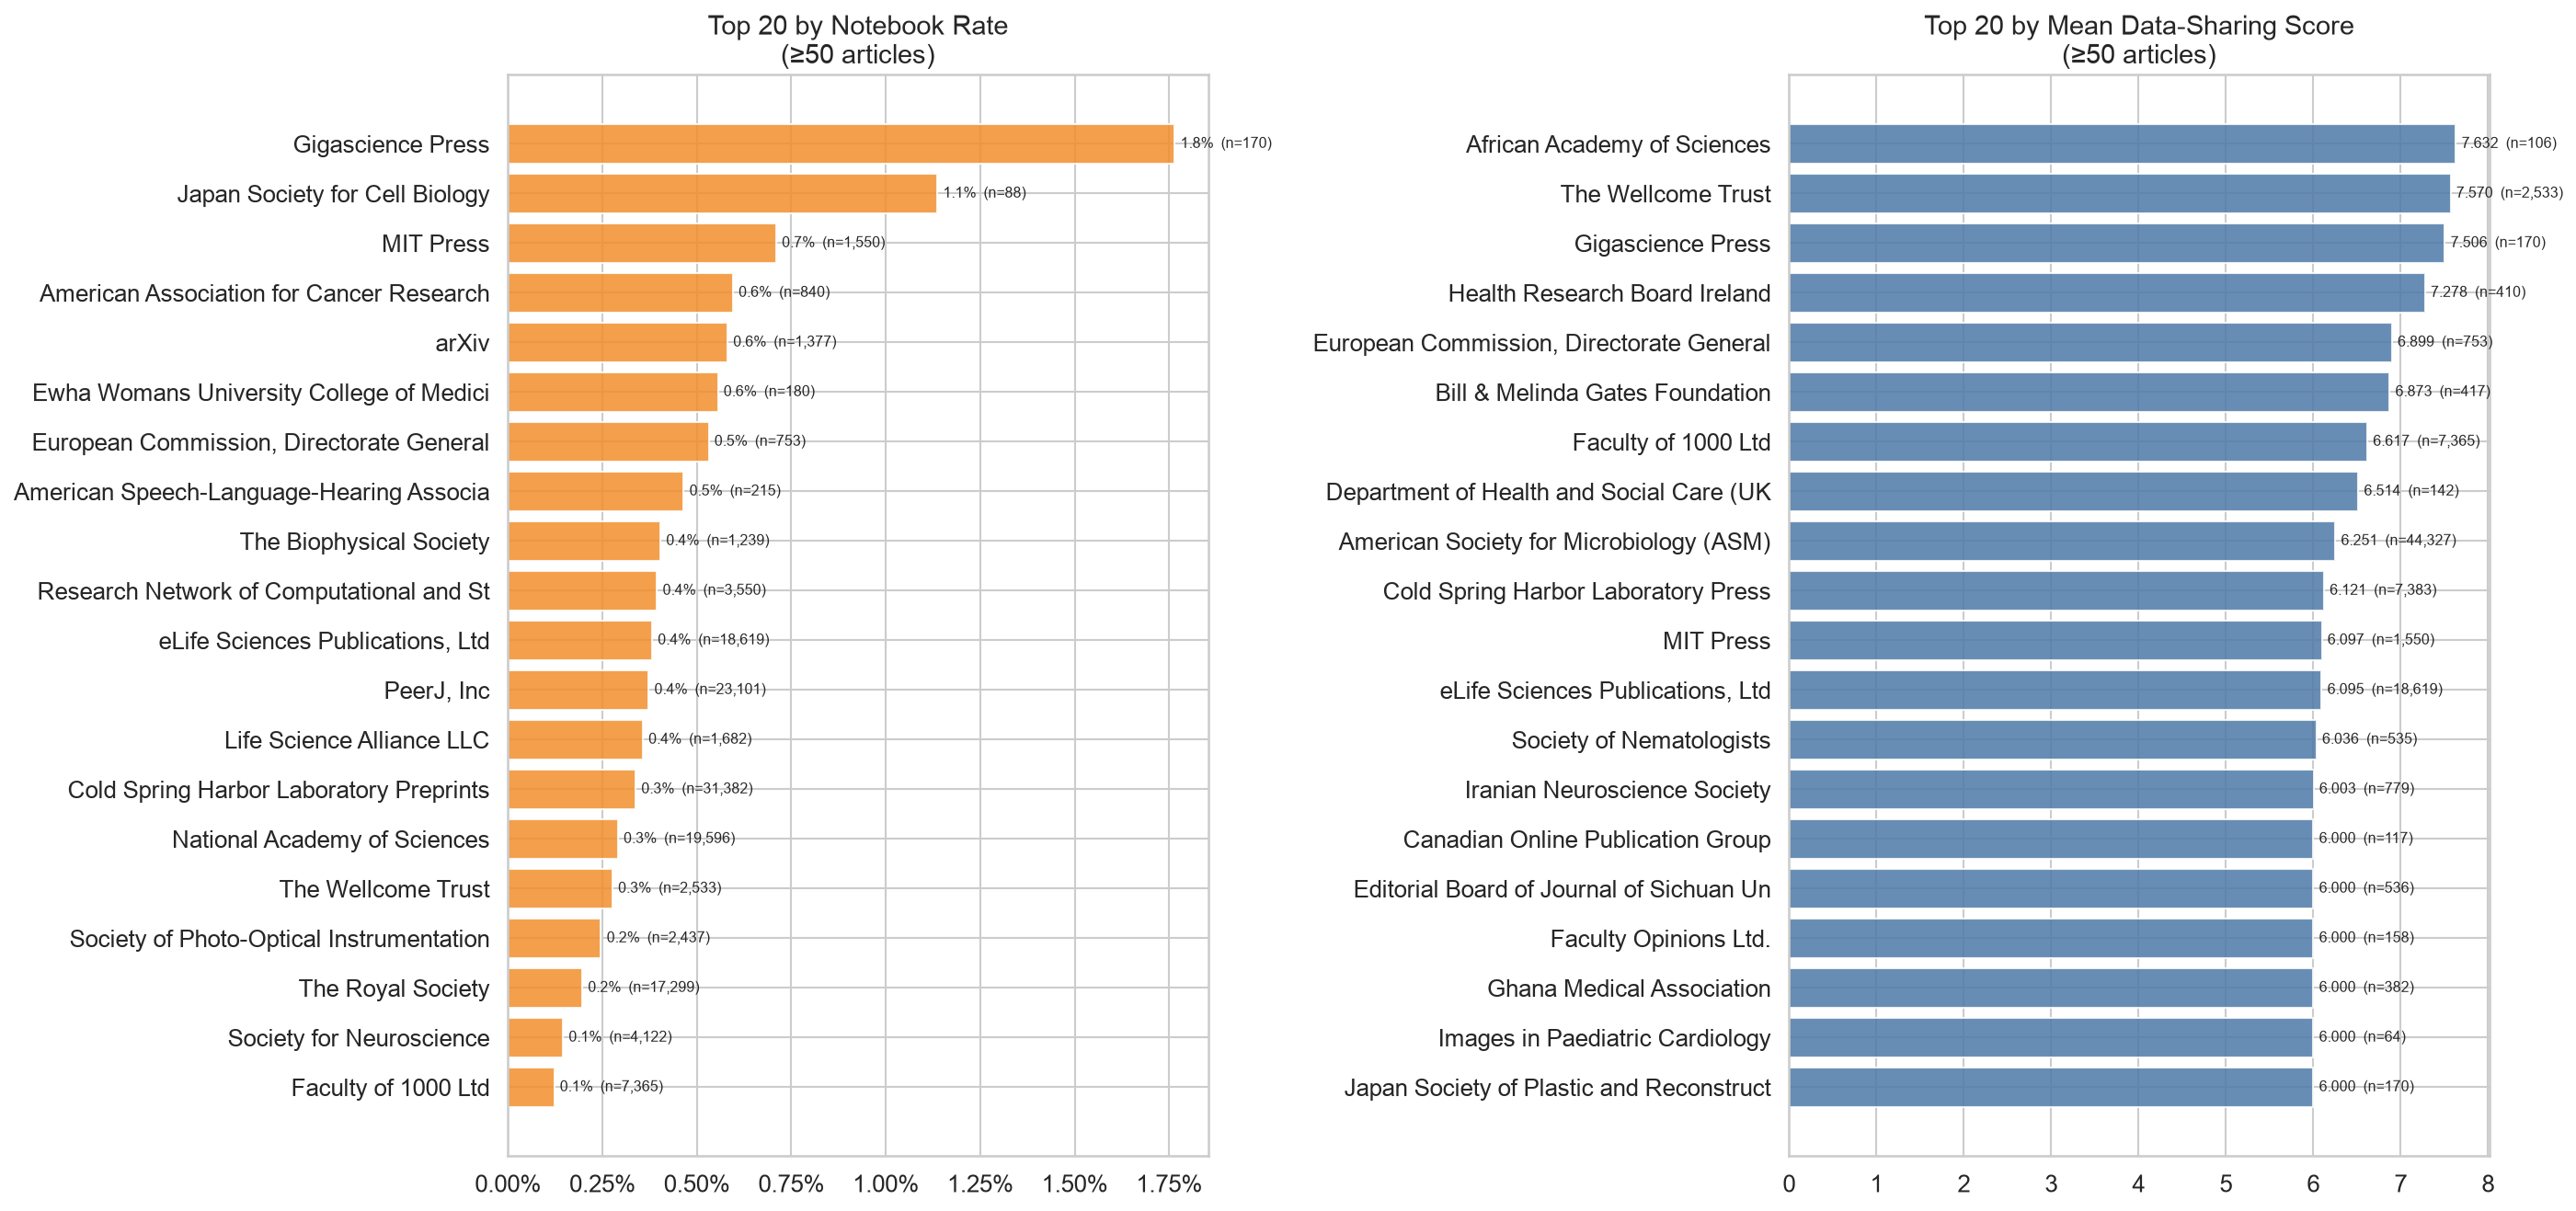 Top 20 by Notebook Rate
(≥50 articles)
Gigascience Press 1.8% (n=170)
Japan Society for Cell Biology 1.1% (n=88)
MIT Press 0.7% (n=1,550)
American Association for Cancer Research 0.6% (n=840)
arXiv 0.6% (n=1,377)
Ewha Womans University College of Medici 0.6% (n=180)
European Commission, Directorate General 0.5% (n=753)
American Speech-Language-Hearing Associa 0.5% (n=215)
The Biophysical Society 0.4% (n=1,239)
Research Network of Computational and St 0.4% (n=3,550)
eLife Sciences Publications, Ltd 0.4% (n=18,619)
PeerJ, Inc 0.4% (n=23,101)
Life Science Alliance LLC 0.4% (n=1,682)
Cold Spring Harbor Laboratory Preprints 0.3% (n=31,382)
National Academy of Sciences 0.3% (n=19,596)
The Wellcome Trust 0.3% (n=2,533)
Society of Photo-Optical Instrumentation 0.2% (n=2,437)
The Royal Society 0.2% (n=17,299)
Society for Neuroscience 0.1% (n=4,122)
Faculty of 1000 Ltd 0.1% (n=7,365)
0.00% 0.25% 0.50% 0.75% 1.00% 1.25% 1.50% 1.75%
Top 20 by Mean Data-Sharing Score
(≥50 articles)
African Academy of Sciences 7.632 (n=106)
The Wellcome Trust 7.570 (n=2,533)
Gigascience Press 7.506 (n=170)
Health Research Board Ireland 7.278 (n=410)
European Commission, Directorate General 6.899 (n=753)
Bill & Melinda Gates Foundation 6.873 (n=417)
Faculty of 1000 Ltd 6.617 (n=7,365)
Department of Health and Social Care (UK 6.514 (n=142)
American Society for Microbiology (ASM) 6.251 (n=44,327)
Cold Spring Harbor Laboratory Press 6.121 (n=7,383)
MIT Press 6.097 (n=1,550)
eLife Sciences Publications, Ltd 6.095 (n=18,619)
Society of Nematologists 6.036 (n=535)
Iranian Neuroscience Society 6.003 (n=779)
Canadian Online Publication Group 6.000 (n=117)
Editorial Board of Journal of Sichuan Un 6.000 (n=536)
Faculty Opinions Ltd. 6.000 (n=158)
Ghana Medical Association 6.000 (n=382)
Images in Paediatric Cardiology 6.000 (n=64)
Japan Society of Plastic and Reconstruct 6.000 (n=170)
0 1 2 3 4 5 6 7 8